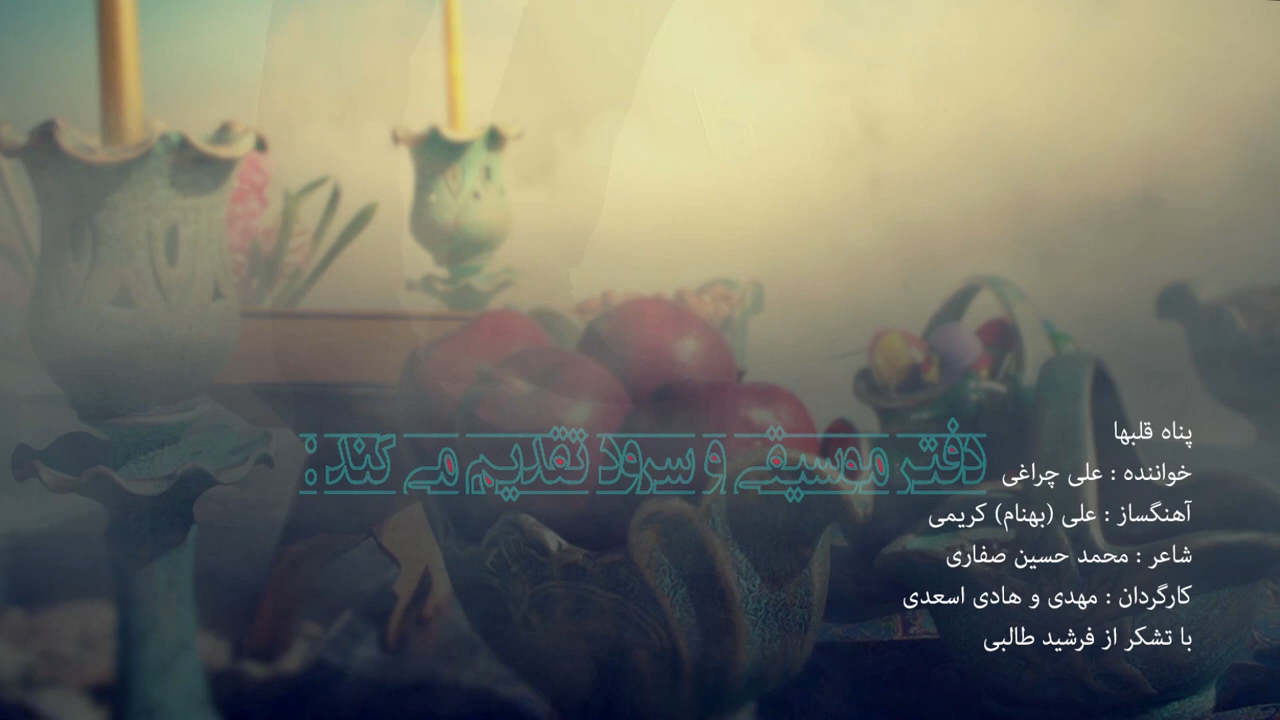 دفتر موسیقی و سرود تقدیم می کند :
پناه قلبها
خواننده : علی چراغی
آهنگساز : علی (بهنام) کریمی
شاعر : محمد حسین صفاری
کارگردان : مهدی و هادی اسعدی
با تشکر از فرشید طالبی